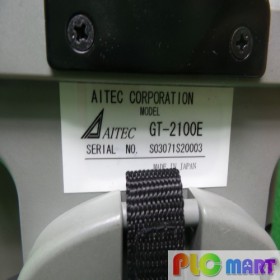 AITEC CORPORATION
MODEL
AITEC GT-2100E
SERIAL NO. S03071S20003
MADE IN JAPAN
PLC mart